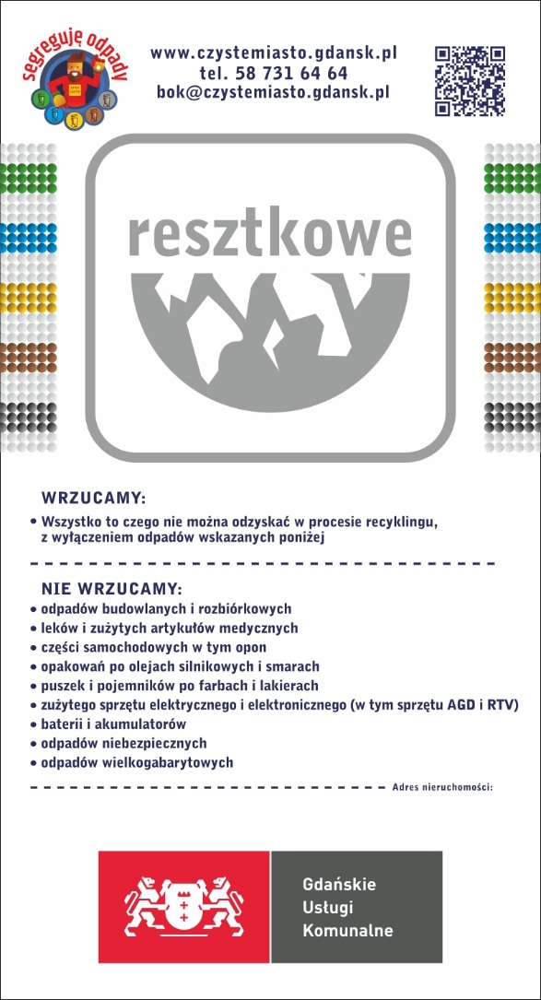 segreguję odpady
www.czystemiasto.gdansk.pl
tel. 58 731 64 64
bok@czystemiasto.gdansk.pl
resztkowe
WRZUCAMY:
• Wszystko to czego nie można odzyskać w procesie recyklingu,
z wyłączeniem odpadów wskazanych poniżej
NIE WRZUCAMY:
• odpadów budowlanych i rozbiórkowych
• leków i zużytych artykułów medycznych
• części samochodowych w tym opon
• opakowań po olejach silnikowych i smarach
• puszek i pojemników po farbach i lakierach
• zużytego sprzętu elektrycznego i elektronicznego (w tym sprzętu AGD i RTV)
• baterii i akumulatorów
• odpadów niebezpiecznych
• odpadów wielkogabarytowych
Adres nieruchomości:
Gdańskie
Usługi
Komunalne